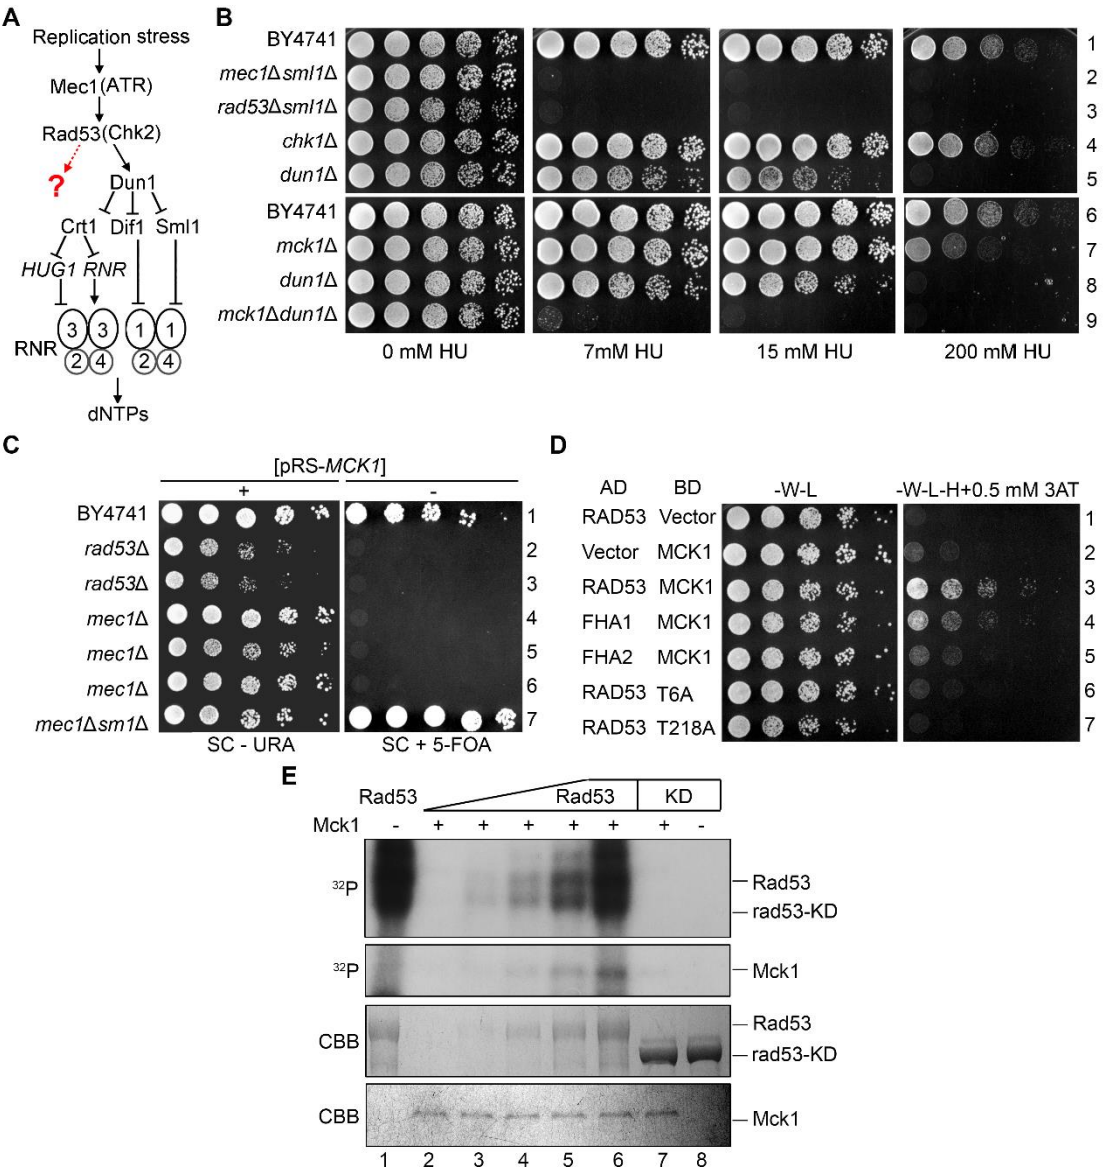 A
Replication stress
Mec1(ATR)
Rad53(Chk2)
?
Dun1
Crt1 Dif1 Sml1
HUG1 RNR
3 3 1 1
RNR
2 4 2 4
dNTPs
B
BY4741 1
mec1Δsml1Δ 2
rad53Δsml1Δ 3
chk1Δ 4
dun1Δ 5
BY4741 6
mck1Δ 7
dun1Δ 8
mck1Δdun1Δ 9
0 mM HU 7mM HU 15 mM HU 200 mM HU
C
[pRS-MCK1]
+ -
BY4741 1
rad53Δ 2
rad53Δ 3
mec1Δ 4
mec1Δ 5
mec1Δ 6
mec1Δsm1Δ 7
SC - URA SC + 5-FOA
D
AD BD -W-L -W-L-H+0.5 mM 3AT
RAD53 Vector 1
Vector MCK1 2
RAD53 MCK1 3
FHA1 MCK1 4
FHA2 MCK1 5
RAD53 T6A 6
RAD53 T218A 7
E
Rad53 Rad53 KD
Mck1 - + + + + + + -
32P Rad53
rad53-KD
32P Mck1
CBB Rad53
rad53-KD
CBB Mck1
1 2 3 4 5 6 7 8